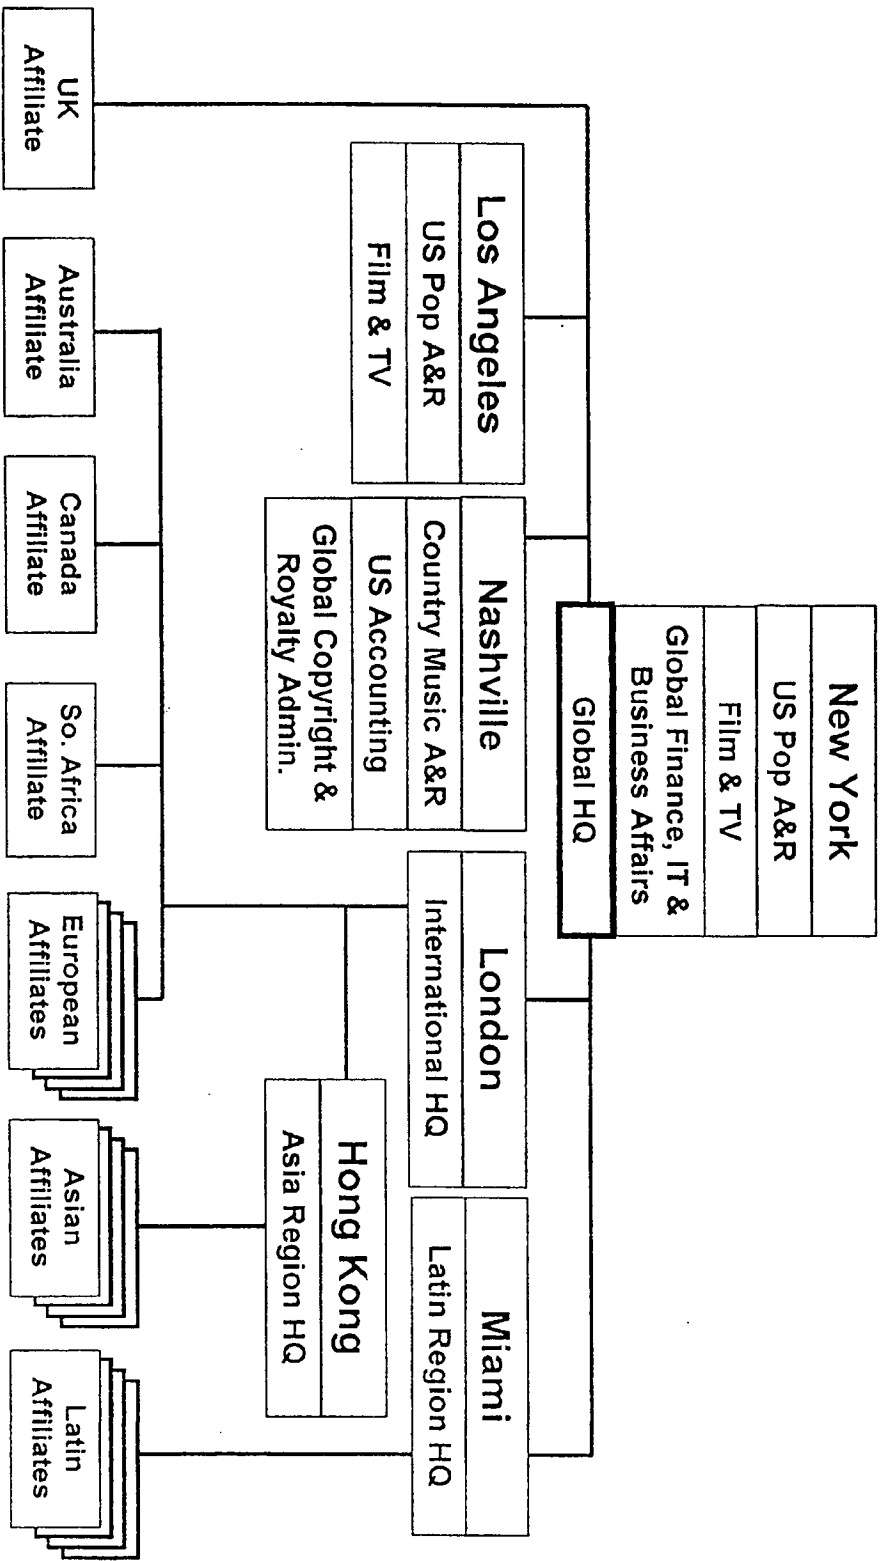 New York
US Pop A&R
Film & TV
Global Finance, IT &
Business Affairs
Global HQ
Los Angeles
US Pop A&R
Film & TV
Nashville
Country Music A&R
US Accounting
Global Copyright &
Royalty Admin.
London
International HQ
Miami
Latin Region HQ
Hong Kong
Asia Region HQ
UK
Affiliate
Australia
Affiliate
Canada
Affiliate
So. Africa
Affiliate
European
Affiliates
Asian
Affiliates
Latin
Affiliates